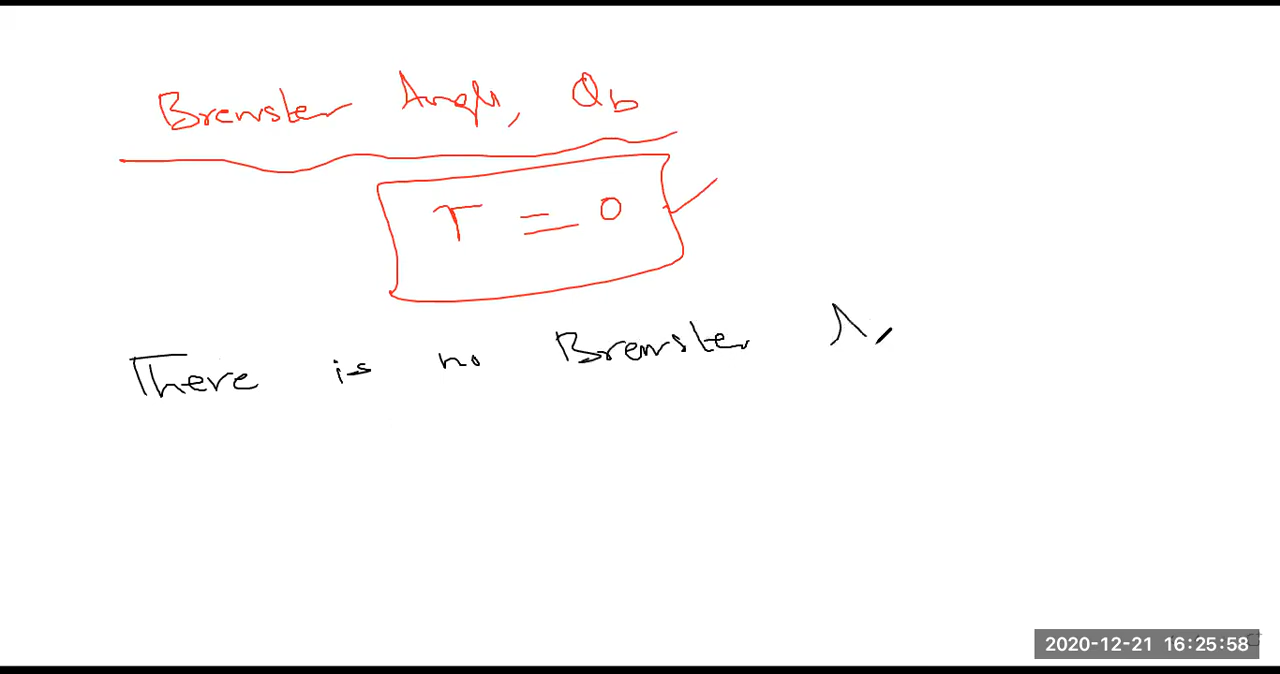 Brewster Angle, θb
Γ = 0
There is no Brewster A
2020-12-21 16:25:58